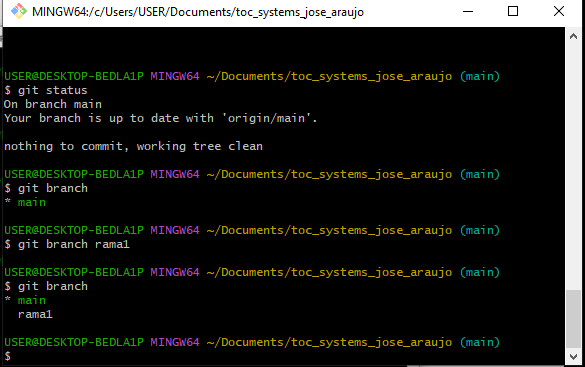 MINGW64:/c/Users/USER/Documents/toc_systems_jose_araujo
USER@DESKTOP-BEDLA1P MINGW64 ~/Documents/toc_systems_jose_araujo (main)
$ git status
On branch main
Your branch is up to date with 'origin/main'.
nothing to commit, working tree clean
USER@DESKTOP-BEDLA1P MINGW64 ~/Documents/toc_systems_jose_araujo (main)
$ git branch
* main
USER@DESKTOP-BEDLA1P MINGW64 ~/Documents/toc_systems_jose_araujo (main)
$ git branch rama1
USER@DESKTOP-BEDLA1P MINGW64 ~/Documents/toc_systems_jose_araujo (main)
$ git branch
* main
rama1
USER@DESKTOP-BEDLA1P MINGW64 ~/Documents/toc_systems_jose_araujo (main)
$